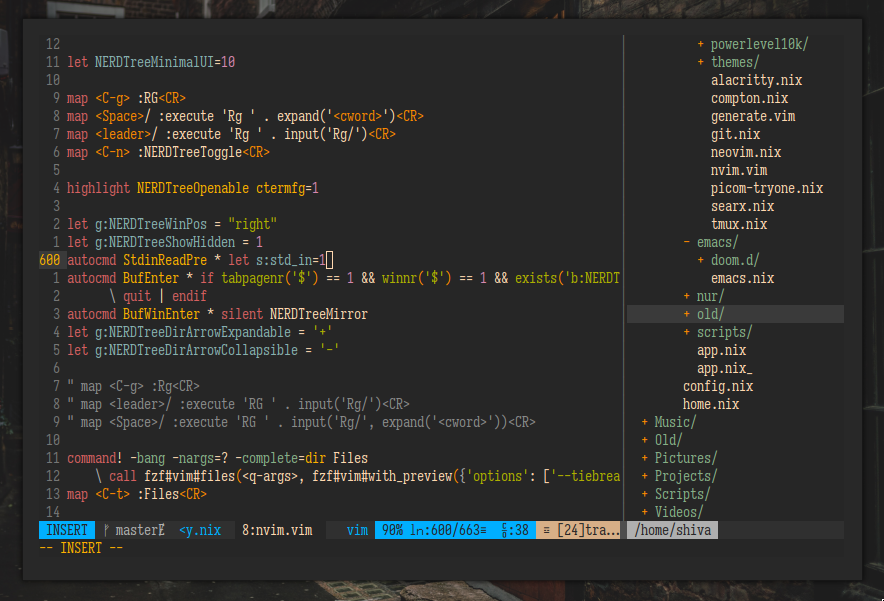 12
11 let NERDTreeMinimalUI=10
10
9 map <C-g> :RG<CR>
8 map <Space>/ :execute 'Rg ' . expand('<cword>')<CR>
7 map <leader>/ :execute 'Rg ' . input('Rg/')<CR>
6 map <C-n> :NERDTreeToggle<CR>
5
4 highlight NERDTreeOpenable ctermfg=1
3
2 let g:NERDTreeWinPos = "right"
1 let g:NERDTreeShowHidden = 1
600 autocmd StdinReadPre * let s:std_in=1
1 autocmd BufEnter * if tabpagenr('$') == 1 && winnr('$') == 1 && exists('b:NERDT
2 \ quit | endif
3 autocmd BufWinEnter * silent NERDTreeMirror
4 let g:NERDTreeDirArrowExpandable = '+'
5 let g:NERDTreeDirArrowCollapsible = '-'
6
7 " map <C-g> :Rg<CR>
8 " map <leader>/ :execute 'RG ' . input('Rg/')<CR>
9 " map <Space>/ :execute 'RG ' . input('Rg/', expand('<cword>'))<CR>
10
11 command! -bang -nargs=? -complete=dir Files
12 \ call fzf#vim#files(<q-args>, fzf#vim#with_preview({'options': ['--tiebrea
13 map <C-t> :Files<CR>
14
+ powerlevel10k/
+ themes/
alacritty.nix
compton.nix
generate.vim
git.nix
neovim.nix
nvim.vim
picom-tryone.nix
searx.nix
tmux.nix
- emacs/
+ doom.d/
emacs.nix
+ nur/
+ old/
+ scripts/
app.nix
app.nix_
config.nix
home.nix
+ Music/
+ Old/
+ Pictures/
+ Projects/
+ Scripts/
+ Videos/
INSERT master <y.nix 8:nvim.vim vim 90% ln:600/663≡ :38 ≡ [24]tra.. /home/shiva
-- INSERT --